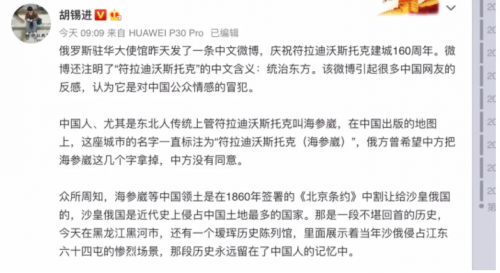 胡锡进
今天 09:09 来自 HUAWEI P30 Pro 已编辑
俄罗斯驻华大使馆昨天发了一条中文微博，庆祝符拉迪沃斯托克建城160周年。微
博还注明了“符拉迪沃斯托克”的中文含义：统治东方。该微博引起很多中国网友的
反感，认为它是对中国公众情感的冒犯。
中国人、尤其是东北人传统上管符拉迪沃斯托克叫海参崴，在中国出版的地图
上，这座城市的名字一直标注为“符拉迪沃斯托克（海参崴）”，俄方曾希望中方把
海参崴这几个字拿掉，中方没有同意。
众所周知，海参崴等中国领土是在1860年签署的《北京条约》中割让给沙皇俄国
的，沙皇俄国是近代史上侵占中国土地最多的国家。那是一段不堪回首的历史，
今天在黑龙江黑河市，还有一个瑷珲历史陈列馆，里面展示着当年沙俄侵占江东
六十四屯的惨烈场景，那段历史永远留在了中国人的记忆中。